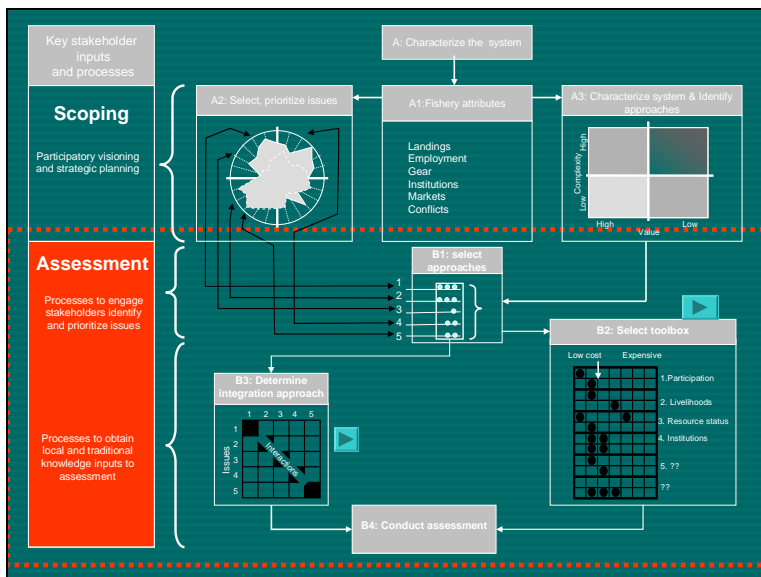 Key stakeholder
inputs
and processes
Scoping
Participatory visioning
and strategic planning
Assessment
Processes to engage
stakeholders identify
and prioritize issues
Processes to obtain
local and traditional
knowledge inputs to
assessment
A: Characterize the system
A2: Select, prioritize issues
A1:Fishery attributes
Landings
Employment
Gear
Institutions
Markets
Conflicts
A3: Characterize system & Identify
approaches
Low Complexity High
High Low
Value
B1: select
approaches
1
2
3
4
5
B2: Select toolbox
Low cost Expensive
1.Participation
2. Livelihoods
3. Resource status
4. Institutions
5. ??
??
B3: Determine
integration approach
1 2 3 4 5
Issues
1
2
3
4
5
Interactions
B4: Conduct assessment